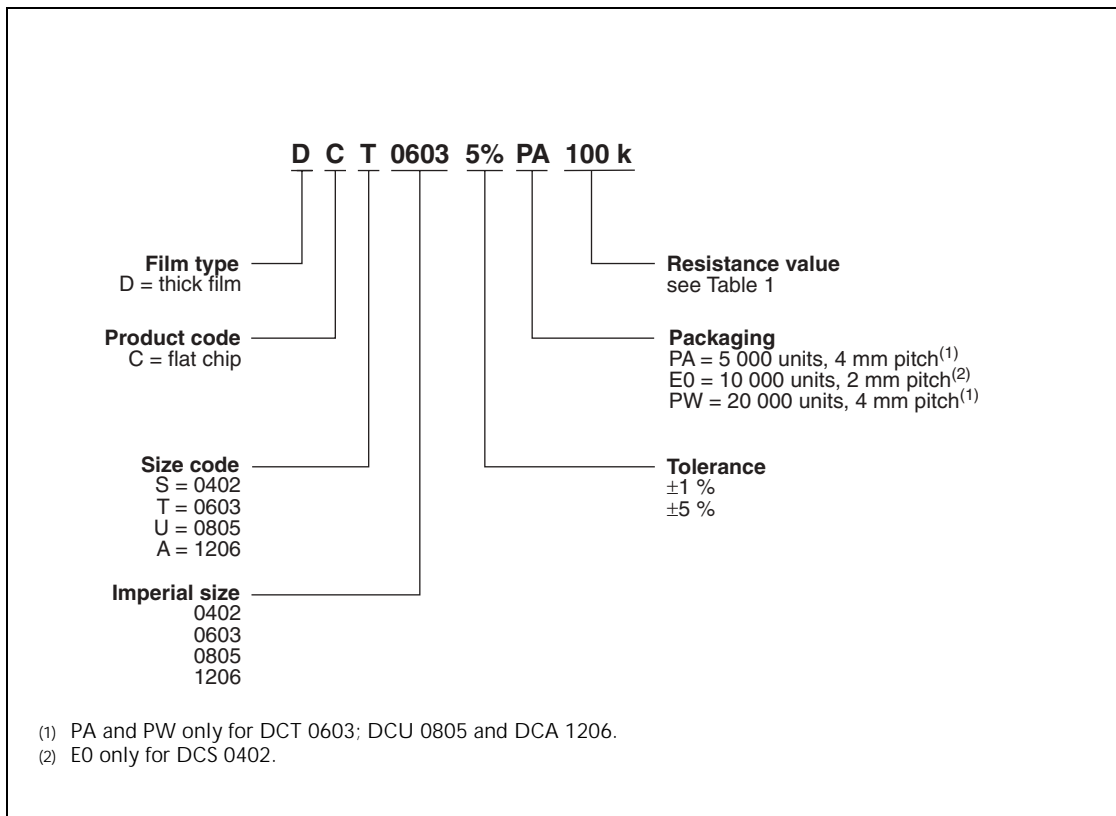 D C T 0603 5% PA 100 k
Film type
D = thick film
Product code
C = flat chip
Size code
S = 0402
T = 0603
U = 0805
A = 1206
Imperial size
0402
0603
0805
1206
Resistance value
see Table 1
Packaging
PA = 5 000 units, 4 mm pitch(1)
E0 = 10 000 units, 2 mm pitch(2)
PW = 20 000 units, 4 mm pitch(1)
Tolerance
±1 %
±5 %
(1) PA and PW only for DCT 0603; DCU 0805 and DCA 1206.
(2) E0 only for DCS 0402.